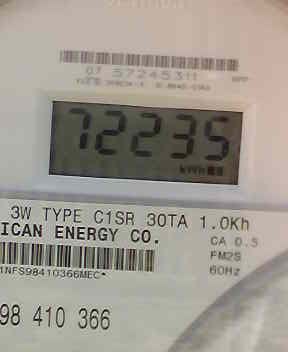 07 57245311
72235
kWh
3W TYPE C1SR 30TA 1.0Kh
ICAN ENERGY CO.
CA 0.5
FM2S
60Hz
1NFS98410366MEC*
98 410 366